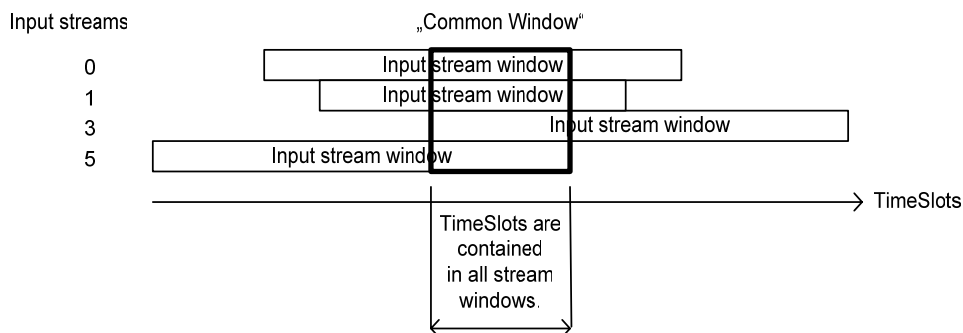 Input streams
„Common Window“
0
Input stream window
1
Input stream window
3
Input stream window
5
Input stream window
TimeSlots
TimeSlots are
contained
in all stream
windows.